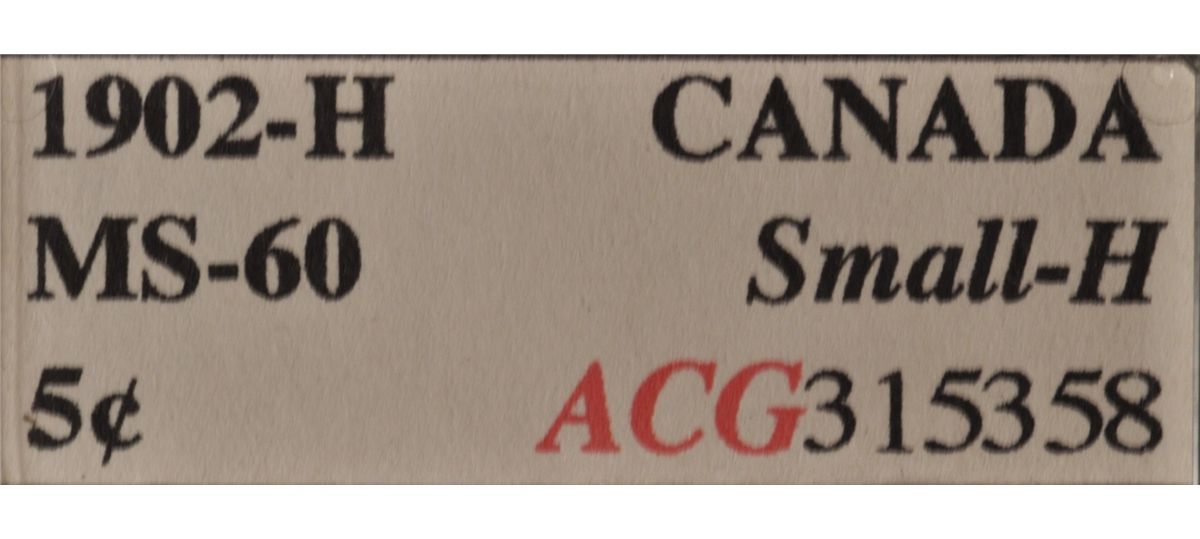 1902-H CANADA
MS-60 Small-H
5¢ ACG315358